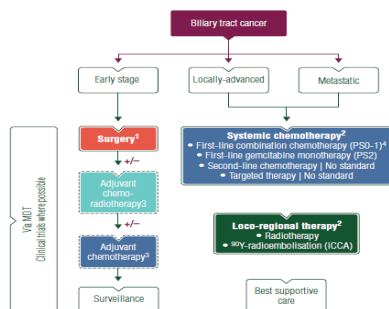 Biliary tract cancer
Early stage
Locally-advanced
Metastatic
Via MDT
Clinical trials when possible
Surgery1
+/–
Adjuvant
chemo-
radiotherapy3
+/–
Adjuvant
chemotherapy3
Surveillance
Systemic chemotherapy2
• First-line combination chemotherapy (PS0-1)4
• First-line gemcitabine monotherapy (PS2)
• Second-line chemotherapy | No standard
• Targeted therapy | No standard
Loco-regional therapy2
• Radiotherapy
• 90Y-radioembolisation (iCCA)
Best supportive
care